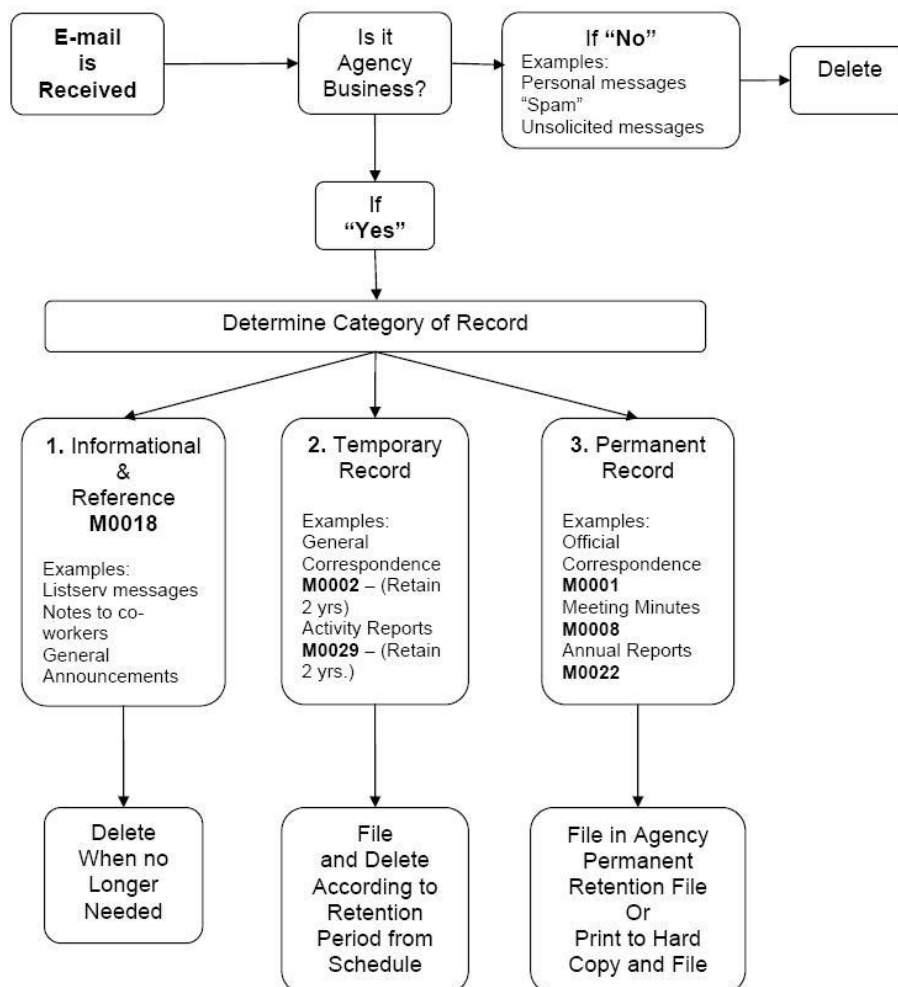 E-mail
is
Received
Is it
Agency
Business?
If “No”
Examples:
Personal messages
“Spam”
Unsolicited messages
Delete
If
“Yes”
Determine Category of Record
1. Informational
&
Reference
M0018
Examples:
Listserv messages
Notes to co-
workers
General
Announcements
2. Temporary
Record
Examples:
General
Correspondence
M0002 – (Retain
2 yrs)
Activity Reports
M0029 – (Retain
2 yrs.)
3. Permanent
Record
Examples:
Official
Correspondence
M0001
Meeting Minutes
M0008
Annual Reports
M0022
Delete
When no
Longer
Needed
File
and Delete
According to
Retention
Period from
Schedule
File in Agency
Permanent
Retention File
Or
Print to Hard
Copy and File